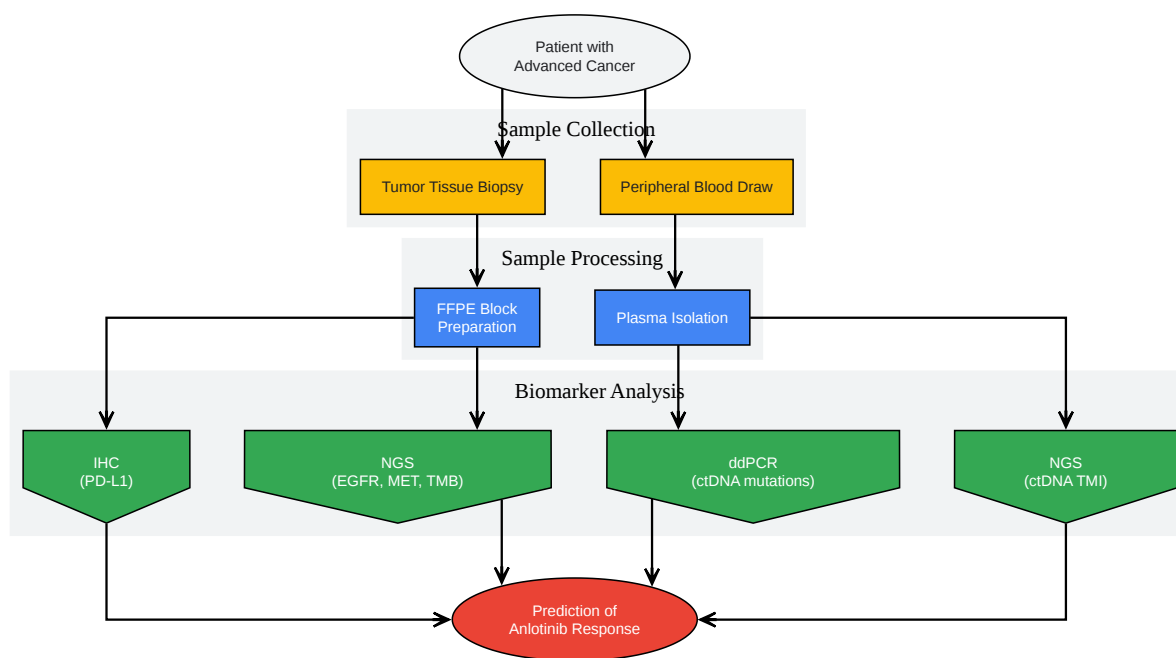 Patient with
Advanced Cancer
Sample Collection
Tumor Tissue Biopsy
Peripheral Blood Draw
Sample Processing
FFPE Block
Preparation
Plasma Isolation
Biomarker Analysis
IHC
(PD-L1)
NGS
(EGFR, MET, TMB)
ddPCR
(ctDNA mutations)
NGS
(ctDNA TMI)
Prediction of
Anlotinib Response